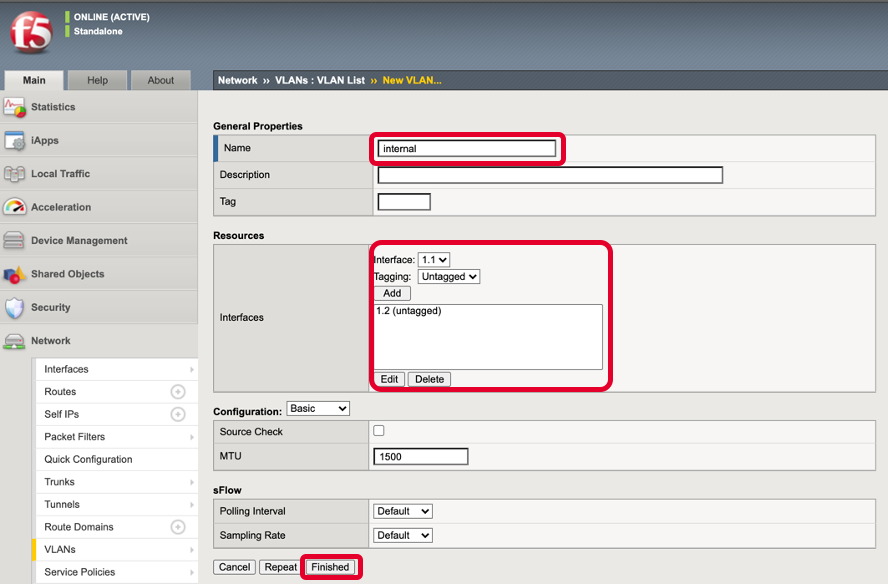 f5
ONLINE (ACTIVE)
Standalone
Main Help About
Network ›› VLANs : VLAN List ›› New VLAN...
Statistics
iApps
Local Traffic
Acceleration
Device Management
Shared Objects
Security
Network
Interfaces
Routes
Self IPs
Packet Filters
Quick Configuration
Trunks
Tunnels
Route Domains
VLANs
Service Policies
General Properties
Name internal
Description
Tag
Resources
Interfaces
Interface: 1.1
Tagging: Untagged
Add
1.2 (untagged)
Edit Delete
Configuration: Basic
Source Check
MTU 1500
sFlow
Polling Interval Default
Sampling Rate Default
Cancel Repeat Finished